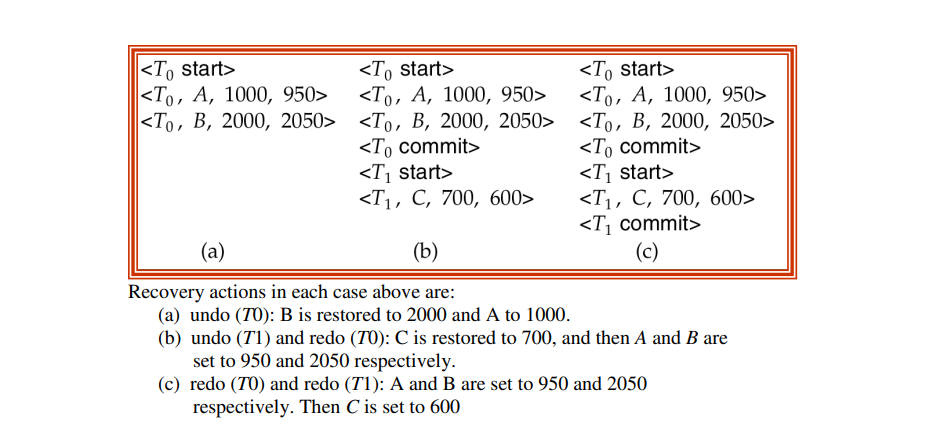 <T0 start> <T0 start> <T0 start>
<T0, A, 1000, 950> <T0, A, 1000, 950> <T0, A, 1000, 950>
<T0, B, 2000, 2050> <T0, B, 2000, 2050> <T0, B, 2000, 2050>
<T0 commit> <T0 commit>
<T1 start> <T1 start>
<T1, C, 700, 600> <T1, C, 700, 600>
<T1 commit>
(a) (b) (c)
Recovery actions in each case above are:
(a) undo (T0): B is restored to 2000 and A to 1000.
(b) undo (T1) and redo (T0): C is restored to 700, and then A and B are
set to 950 and 2050 respectively.
(c) redo (T0) and redo (T1): A and B are set to 950 and 2050
respectively. Then C is set to 600